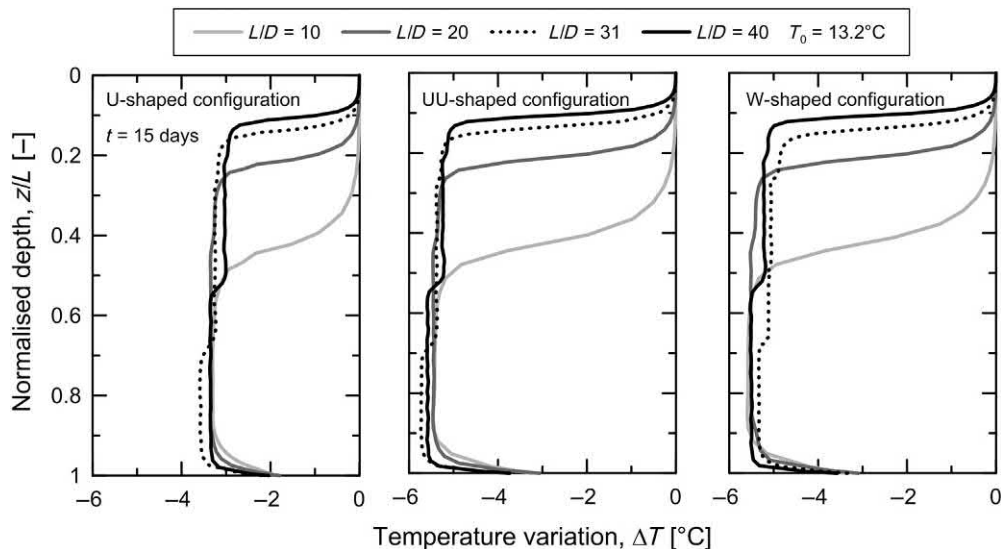 L/D = 10 L/D = 20 L/D = 31 L/D = 40 T₀ = 13.2°C
U-shaped configuration
t = 15 days
UU-shaped configuration
W-shaped configuration
Normalised depth, z/L [–]
0
0.2
0.4
0.6
0.8
1
–6 –4 –2 0
–6 –4 –2 0
–6 –4 –2 0
Temperature variation, ΔT [°C]